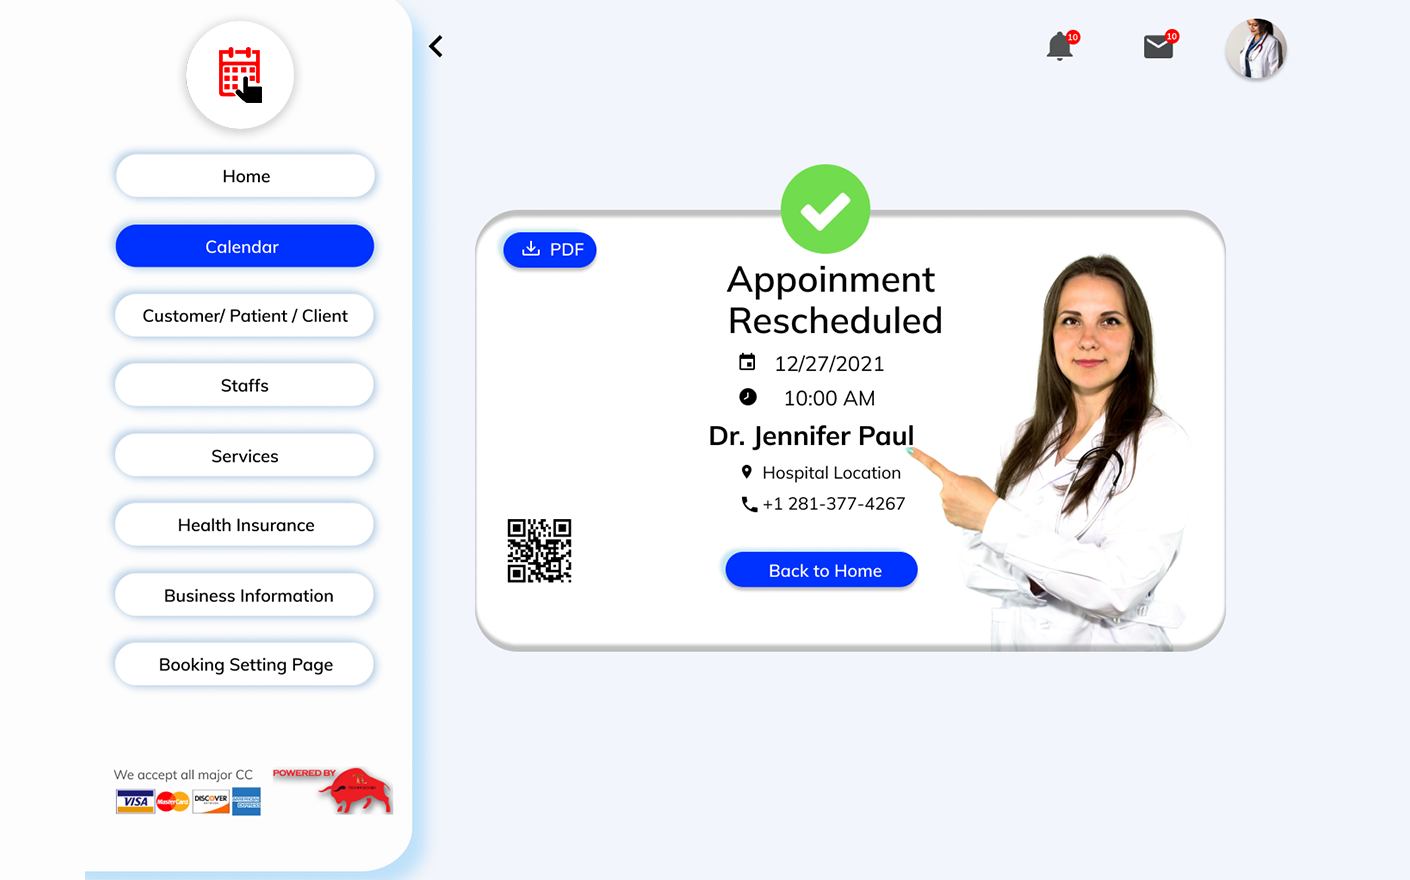 10
10
Home
Calendar
Customer/ Patient / Client
Staffs
Services
Health Insurance
Business Information
Booking Setting Page
We accept all major CC
VISA
MasterCard
DISCOVER
AMERICAN
EXPRESS
POWERED BY
PDF
Appoinment
Rescheduled
12/27/2021
10:00 AM
Dr. Jennifer Paul
Hospital Location
+1 281-377-4267
Back to Home